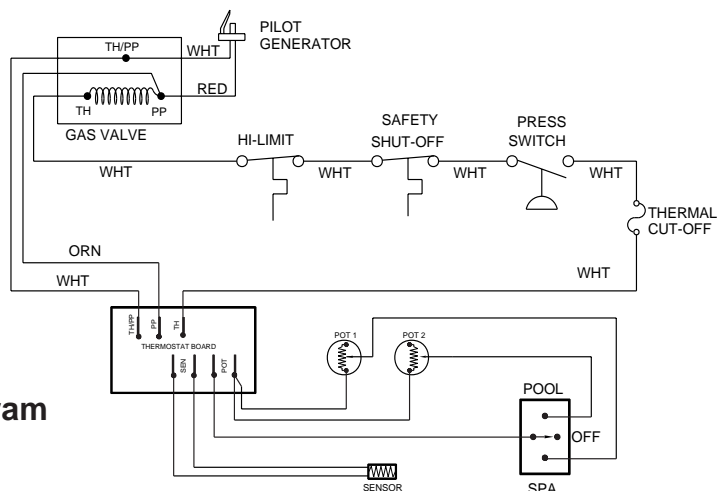 PILOT
GENERATOR
TH/PP
WHT
RED
TH
PP
GAS VALVE
HI-LIMIT
SAFETY
SHUT-OFF
PRESS
SWITCH
WHT
WHT
WHT
WHT
THERMAL
CUT-OFF
ORN
WHT
WHT
TH/PP
PP
TH
THERMOSTAT BOARD
SEN
POT
POT 1
POT 2
POOL
OFF
SPA
SENSOR
ram